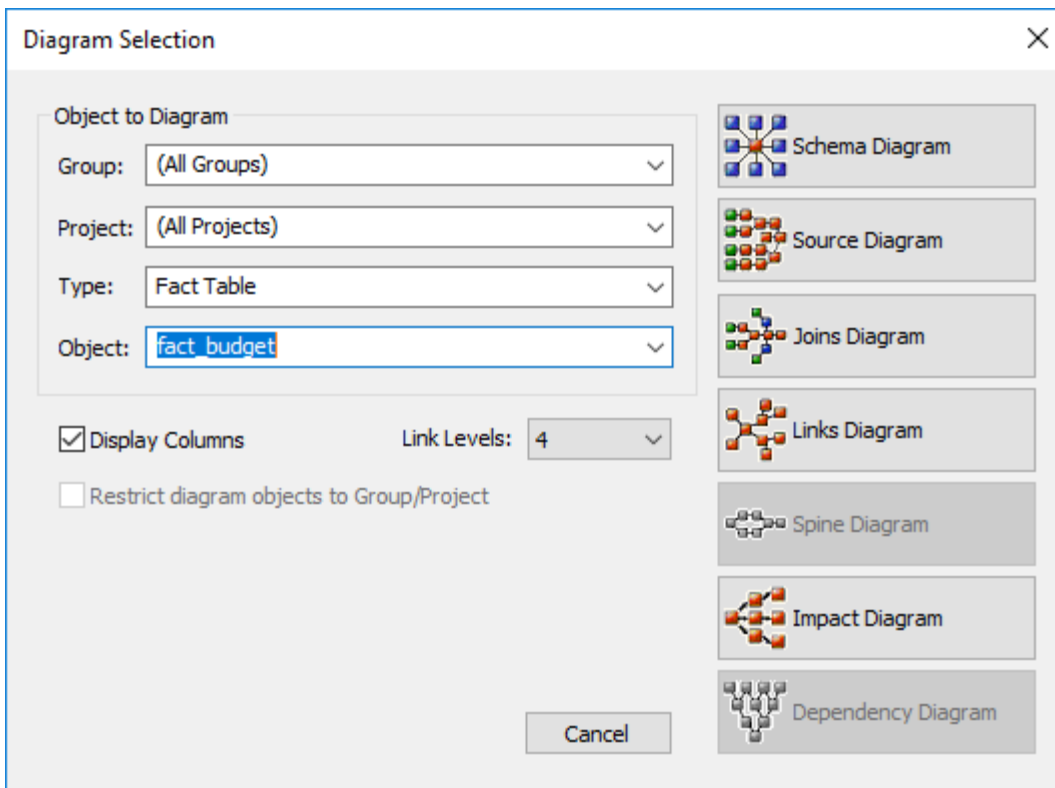 Diagram Selection
Object to Diagram
Group: (All Groups)
Project: (All Projects)
Type: Fact Table
Object: fact_budget
Display Columns
Link Levels: 4
Restrict diagram objects to Group/Project
Cancel
Schema Diagram
Source Diagram
Joins Diagram
Links Diagram
Spine Diagram
Impact Diagram
Dependency Diagram